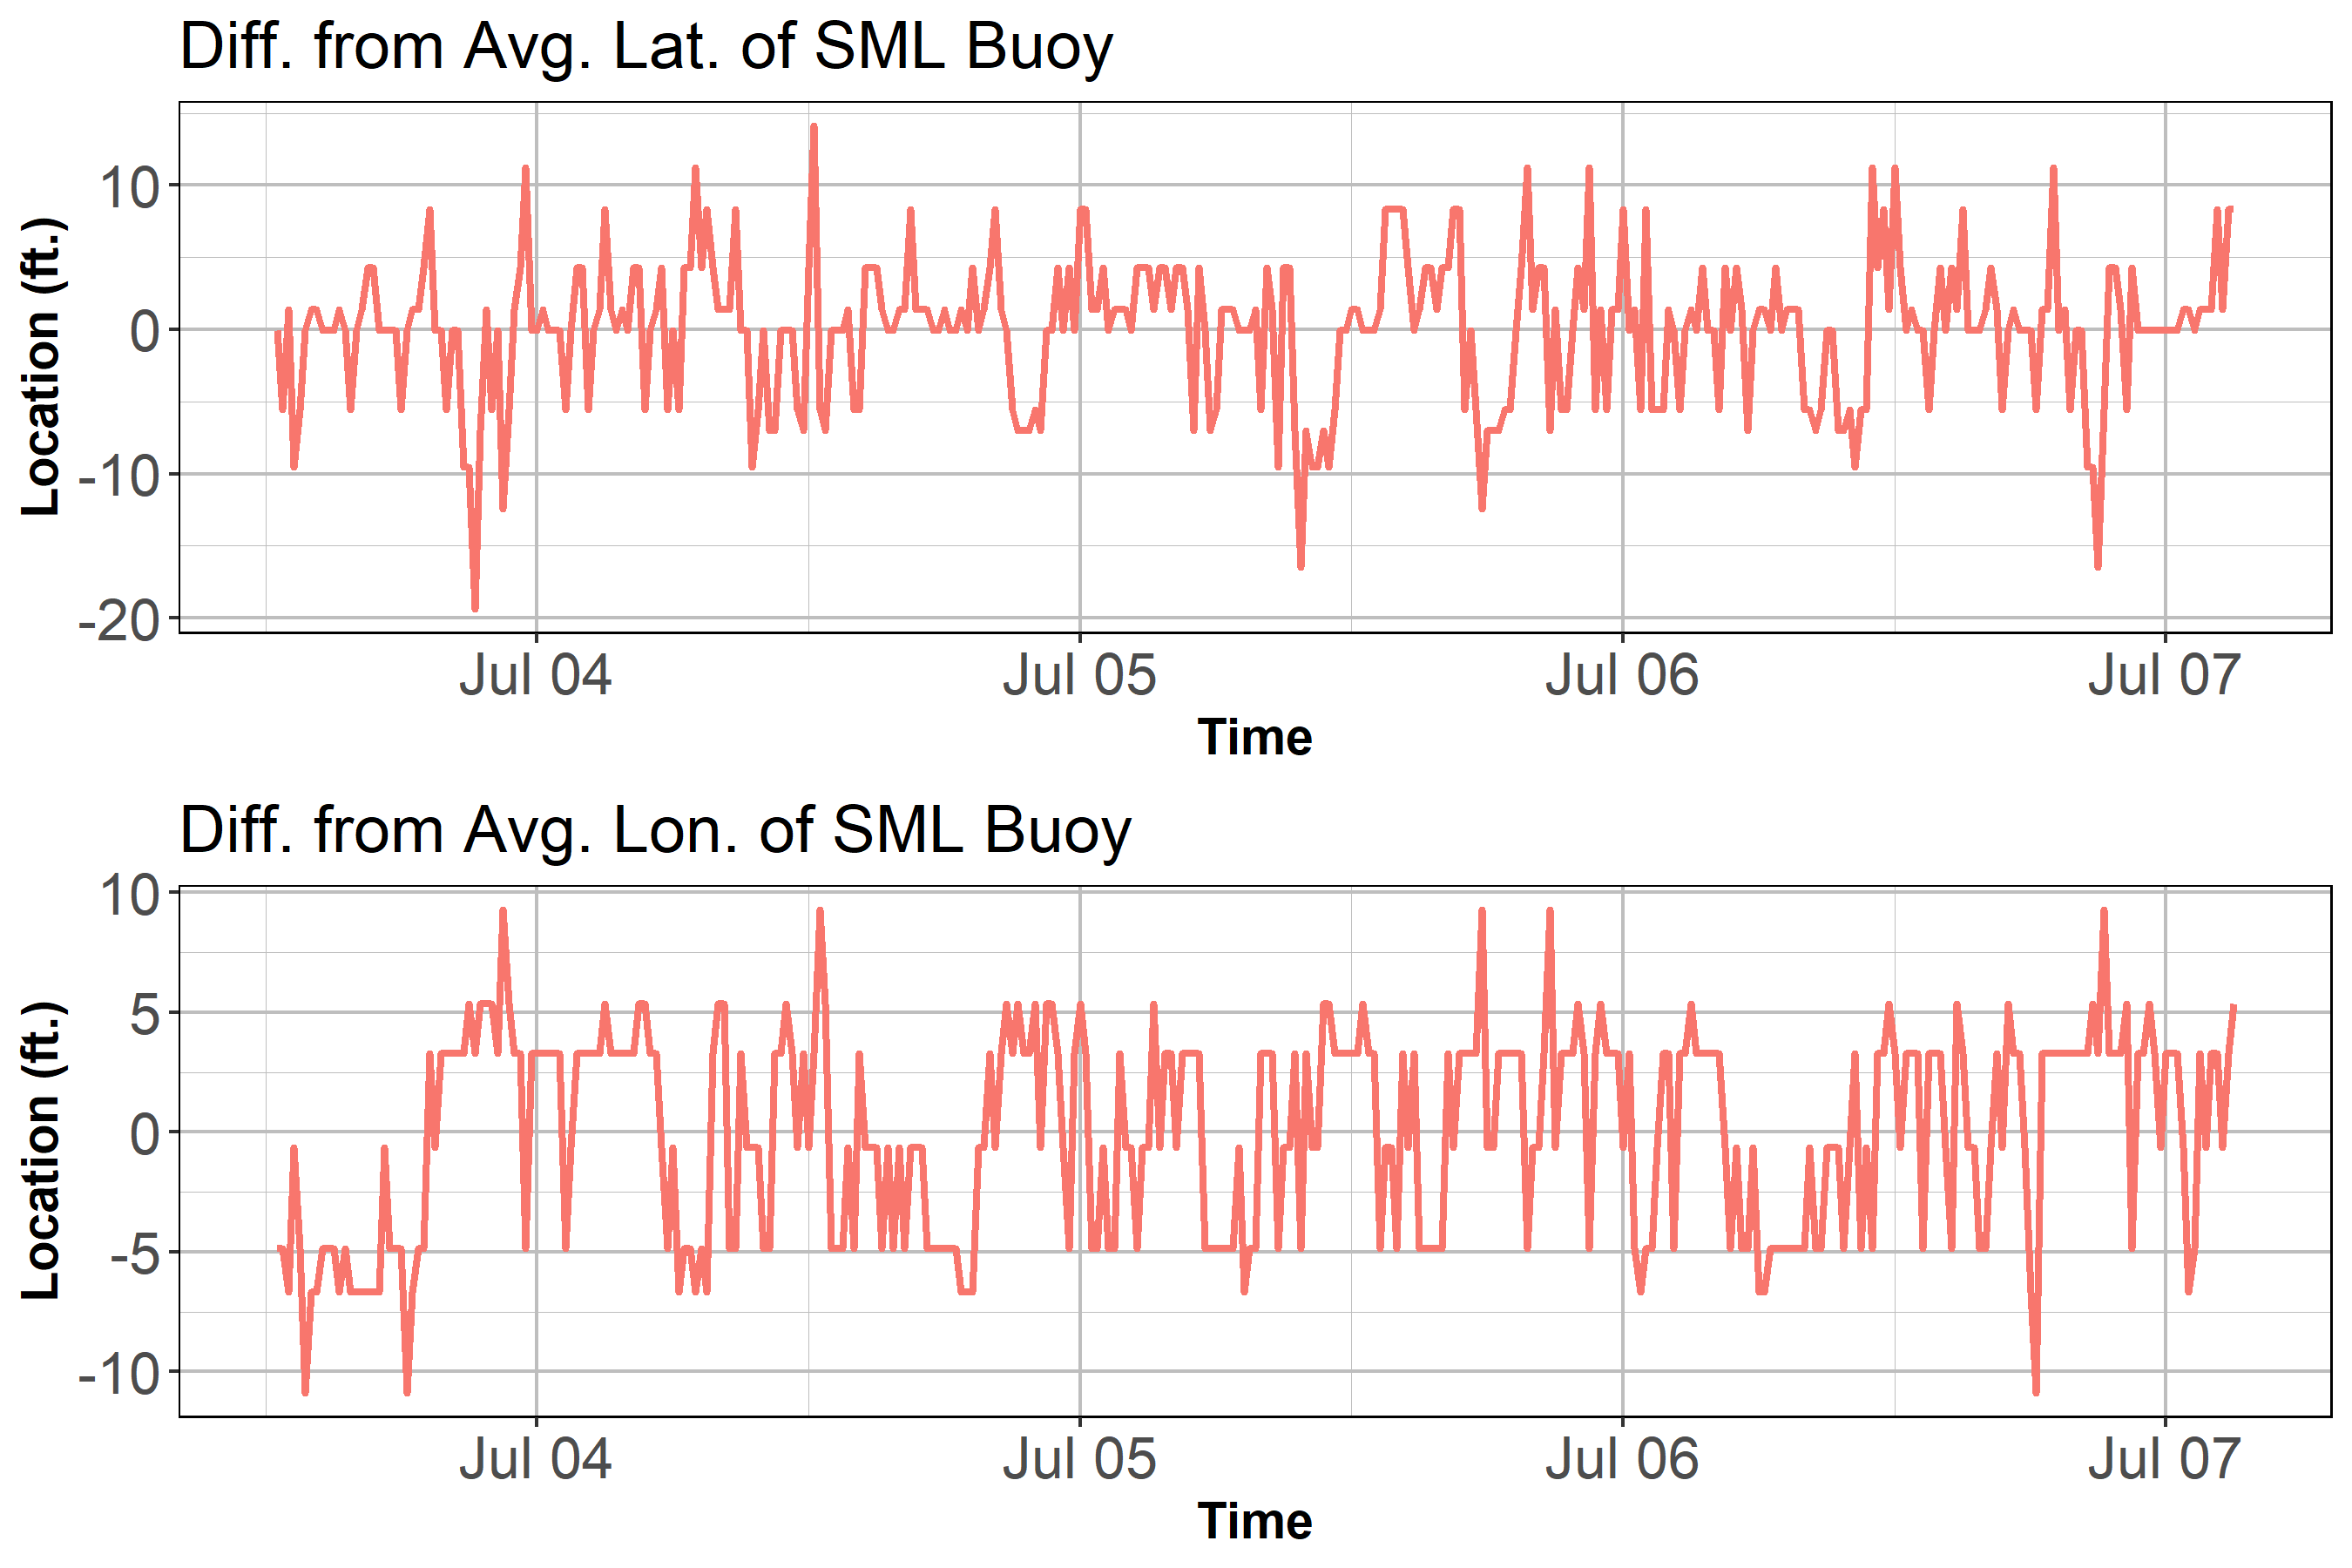 Diff. from Avg. Lat. of SML Buoy
Location (ft.)
10
0
-10
-20
Jul 04 Jul 05 Jul 06 Jul 07
Time
Diff. from Avg. Lon. of SML Buoy
Location (ft.)
10
5
0
-5
-10
Jul 04 Jul 05 Jul 06 Jul 07
Time